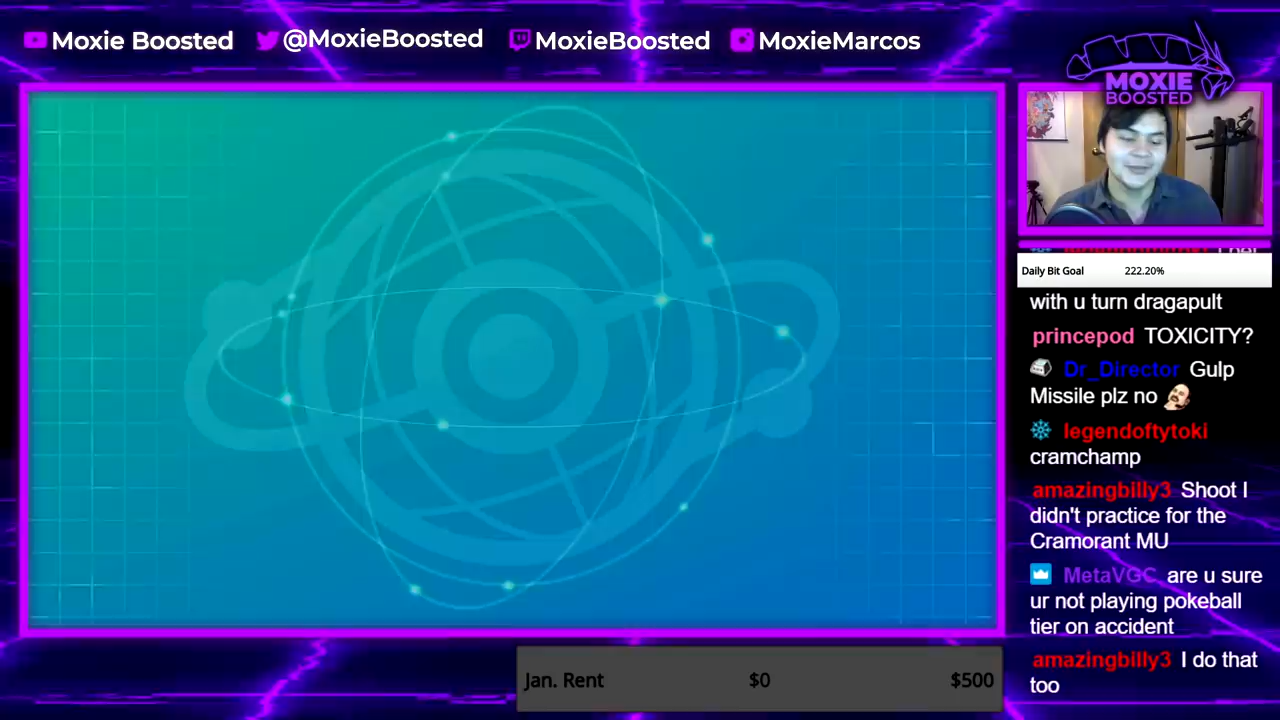 Moxie Boosted @MoxieBoosted MoxieBoosted MoxieMarcos
MOXIE
BOOSTED
Daily Bit Goal 222.20%
with u turn dragapult
princepod TOXICITY?
Dr_Director Gulp
Missile plz no
legendoftytoki
cramchamp
amazingbilly3 Shoot I
didn't practice for the
Cramorant MU
MetaVGC are u sure
ur not playing pokeball
tier on accident
amazingbilly3 I do that
too
Jan. Rent $0 $500